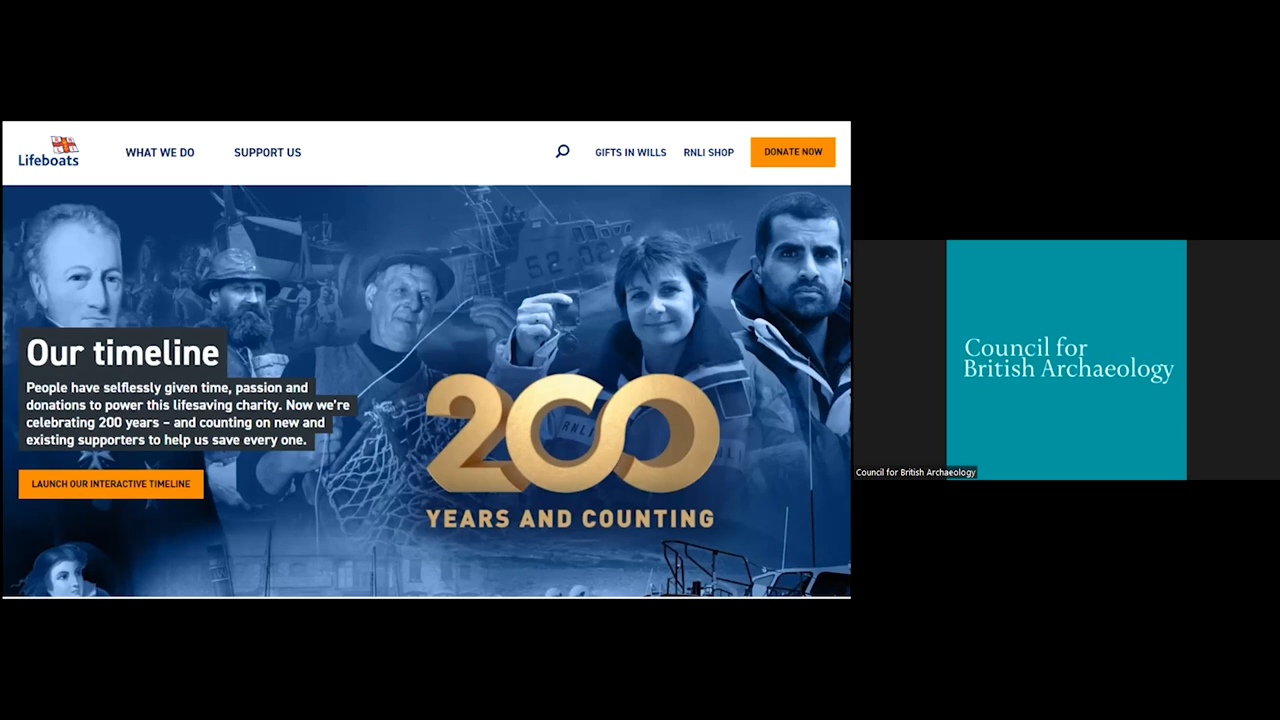 Lifeboats
WHAT WE DO
SUPPORT US
GIFTS IN WILLS
RNLI SHOP
DONATE NOW
62-32
Our timeline
People have selflessly given time, passion and
donations to power this lifesaving charity. Now we're
celebrating 200 years – and counting on new and
existing supporters to help us save every one.
LAUNCH OUR INTERACTIVE TIMELINE
RNLI
200
YEARS AND COUNTING
Council for
British Archaeology
Council for British Archaeology